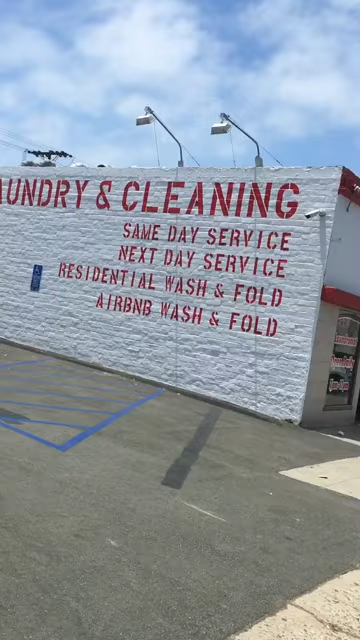 AUNDRY & CLEANING
SAME DAY SERVICE
NEXT DAY SERVICE
RESIDENTIAL WASH & FOLD
AIRBNB WASH & FOLD